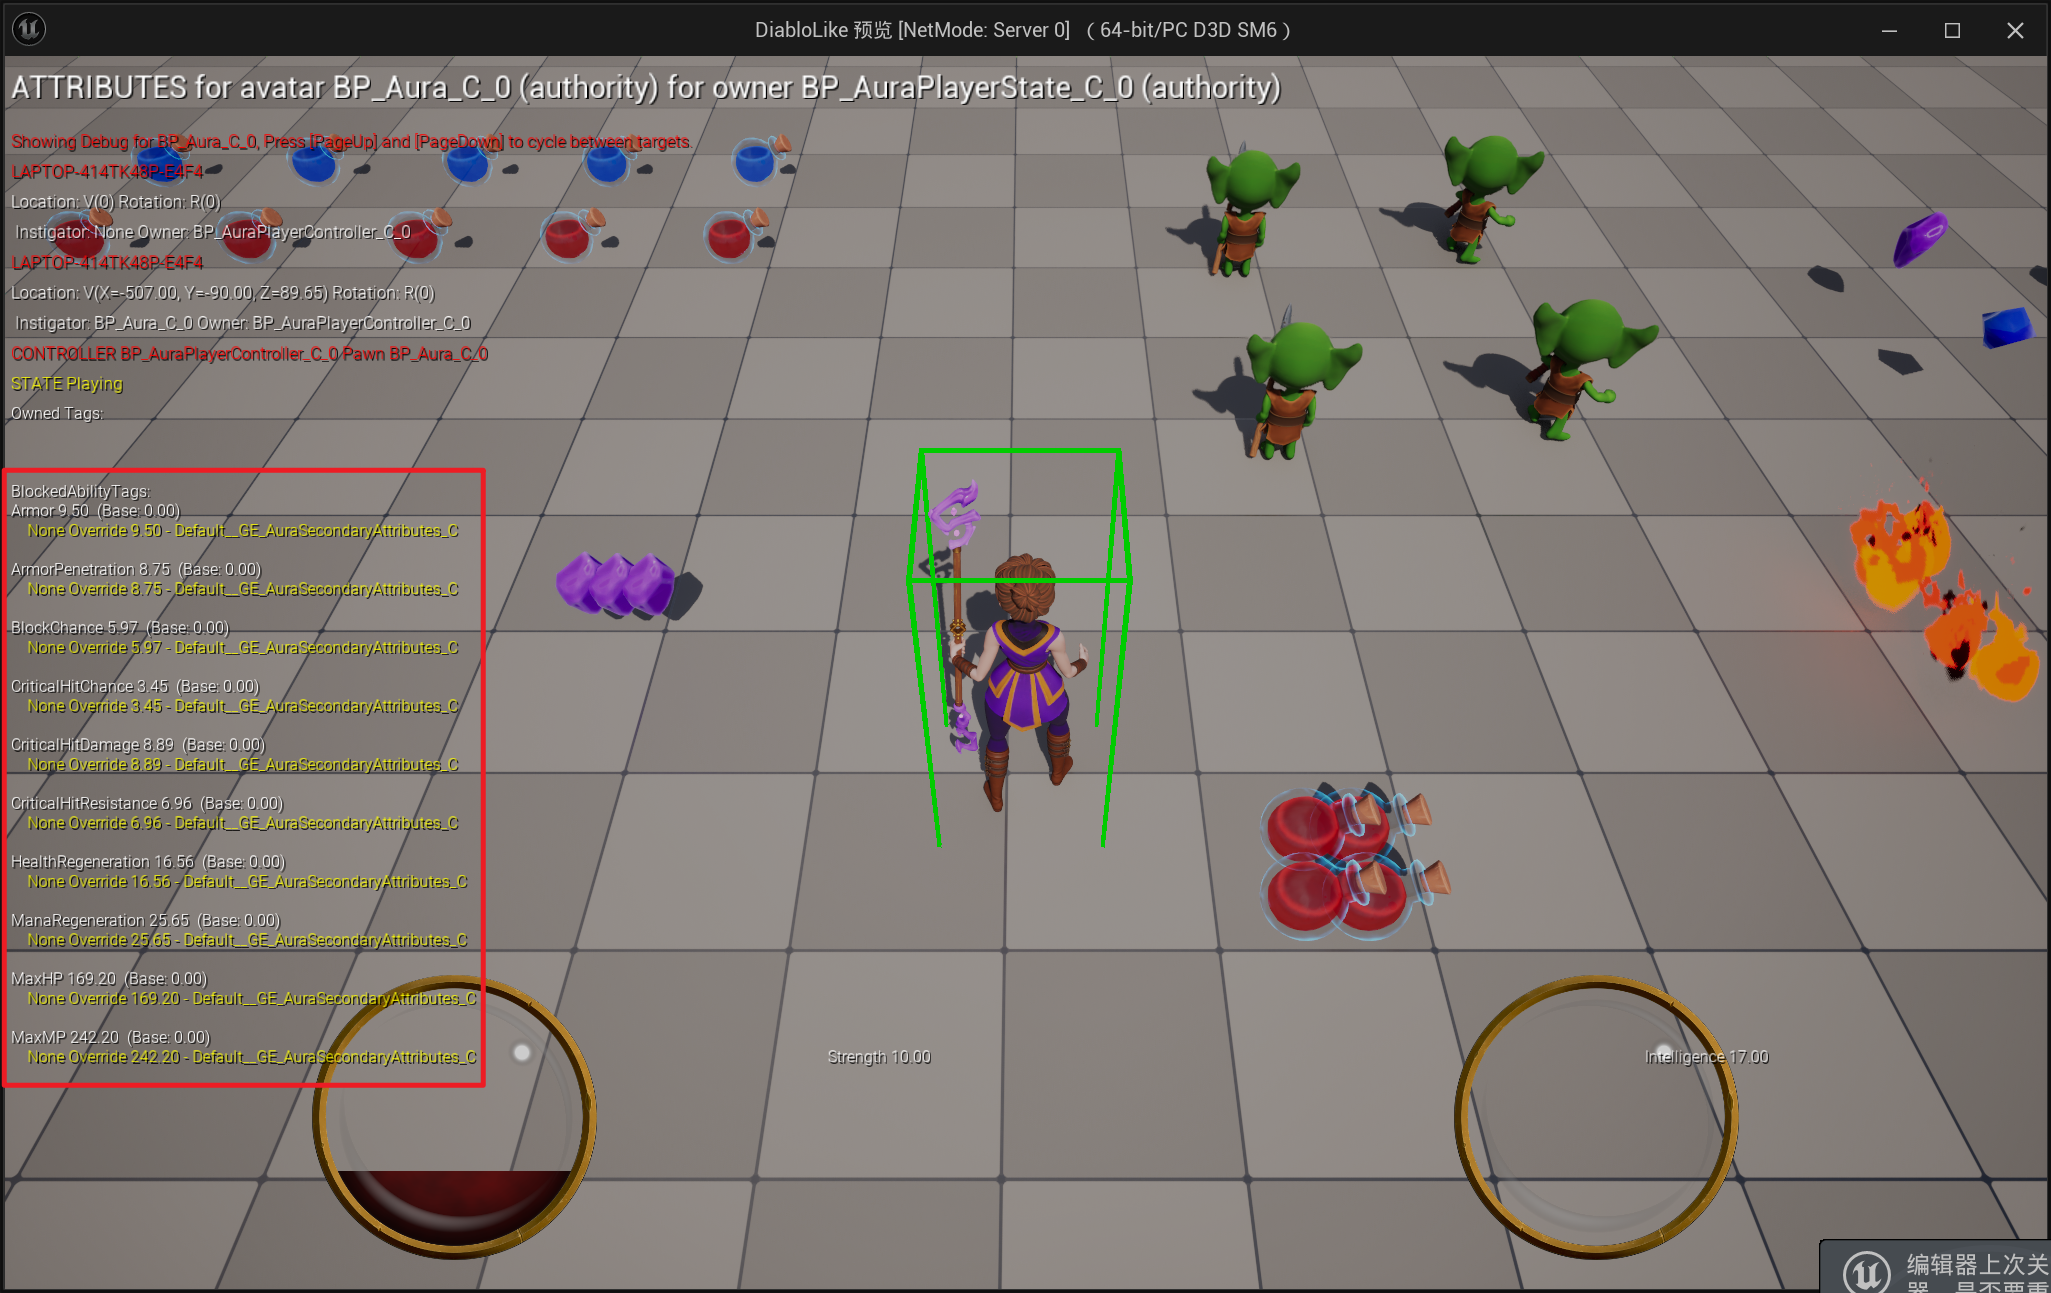 DiabloLike 预览 [NetMode: Server 0] （ 64-bit/PC D3D SM6 ）
ATTRIBUTES for avatar BP_Aura_C_0 (authority) for owner BP_AuraPlayerState_C_0 (authority)
Showing Debug for BP_Aura_C_0, Press [PageUp] and [PageDown] to cycle between targets.
LAPTOP-414TK48P-E4F4
Location: V(0) Rotation: R(0)
Instigator: None Owner: BP_AuraPlayerController_C_0
LAPTOP-414TK48P-E4F4
Location: V(X=-507.00, Y=-90.00, Z=89.65) Rotation: R(0)
Instigator: BP_Aura_C_0 Owner: BP_AuraPlayerController_C_0
CONTROLLER BP_AuraPlayerController_C_0 Pawn BP_Aura_C_0
STATE Playing
Owned Tags:
BlockedAbilityTags:
Armor 9.50 (Base: 0.00)
None Override 9.50 - Default__GE_AuraSecondaryAttributes_C
ArmorPenetration 8.75 (Base: 0.00)
None Override 8.75 - Default__GE_AuraSecondaryAttributes_C
BlockChance 5.97 (Base: 0.00)
None Override 5.97 - Default__GE_AuraSecondaryAttributes_C
CriticalHitChance 3.45 (Base: 0.00)
None Override 3.45 - Default__GE_AuraSecondaryAttributes_C
CriticalHitDamage 8.89 (Base: 0.00)
None Override 8.89 - Default__GE_AuraSecondaryAttributes_C
CriticalHitResistance 6.96 (Base: 0.00)
None Override 6.96 - Default__GE_AuraSecondaryAttributes_C
HealthRegeneration 16.56 (Base: 0.00)
None Override 16.56 - Default__GE_AuraSecondaryAttributes_C
ManaRegeneration 25.65 (Base: 0.00)
None Override 25.65 - Default__GE_AuraSecondaryAttributes_C
MaxHP 169.20 (Base: 0.00)
None Override 169.20 - Default__GE_AuraSecondaryAttributes_C
MaxMP 242.20 (Base: 0.00)
None Override 242.20 - Default__GE_AuraSecondaryAttributes_C
Strength 10.00
Intelligence 17.00
编辑器上次关